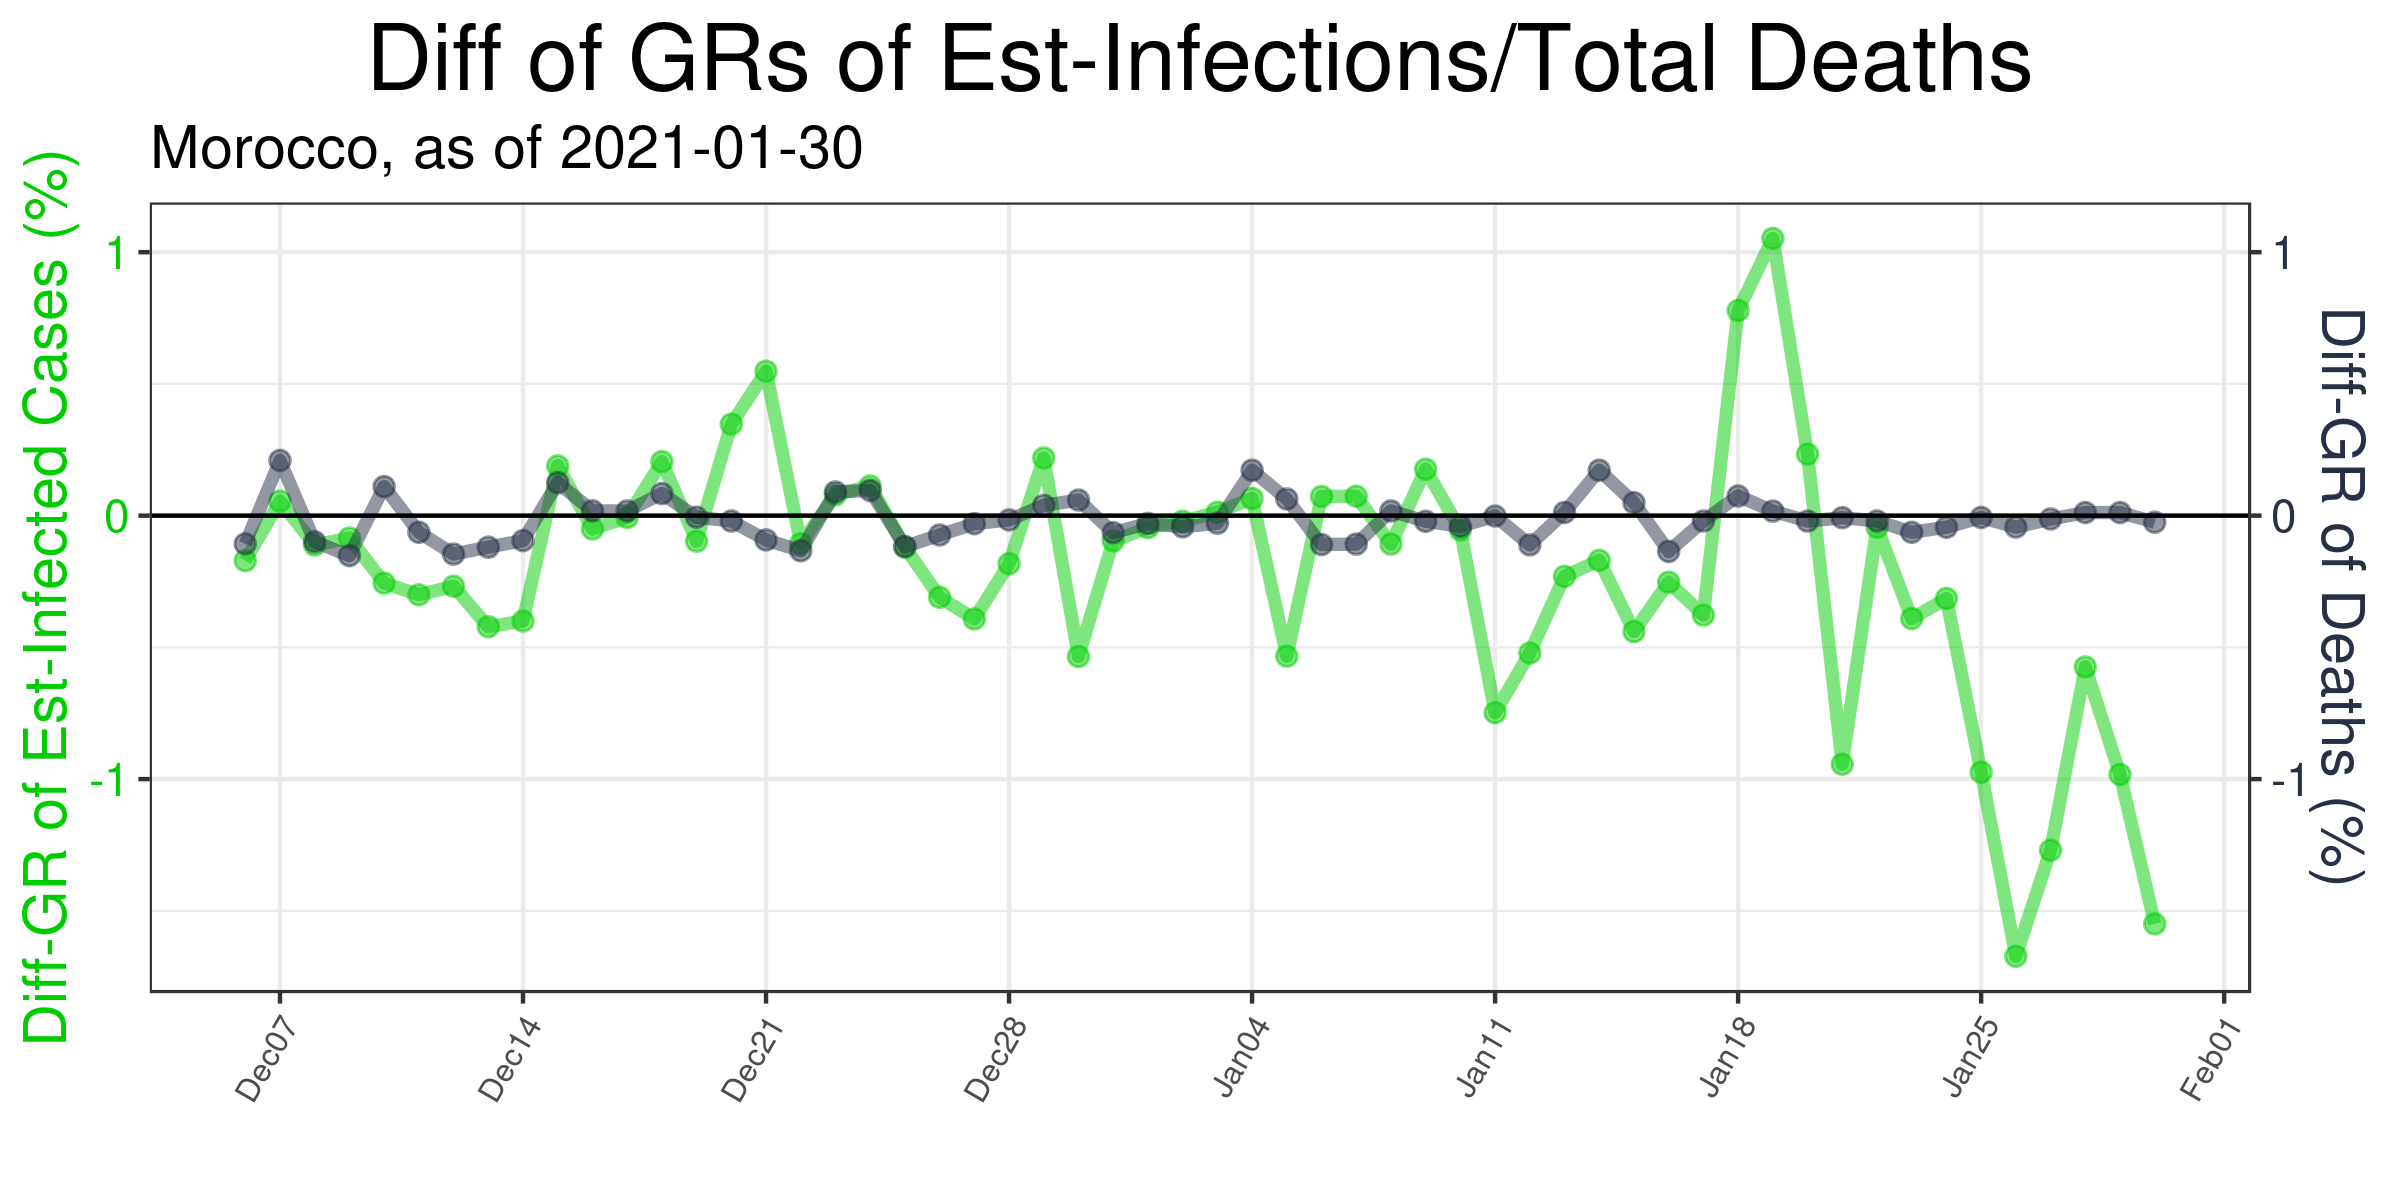 Diff of GRs of Est-Infections/Total Deaths
Morocco, as of 2021-01-30
Diff-GR of Est-Infected Cases (%)
1
0
-1
1
0
-1
Diff-GR of Deaths (%)
Dec07
Dec14
Dec21
Dec28
Jan04
Jan11
Jan18
Jan25
Feb01